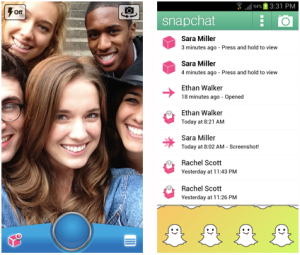 Off
3:31 PM
snapchat
Sara Miller
3 minutes ago - Press and hold to view
Sara Miller
4 minutes ago - Press and hold to view
Ethan Walker
18 minutes ago - Opened
Ethan Walker
Today at 8:21 AM
Sara Miller
Today at 8:02 AM - Screenshot!
Rachel Scott
Yesterday at 11:43 PM
Rachel Scott
Yesterday at 11:26 PM